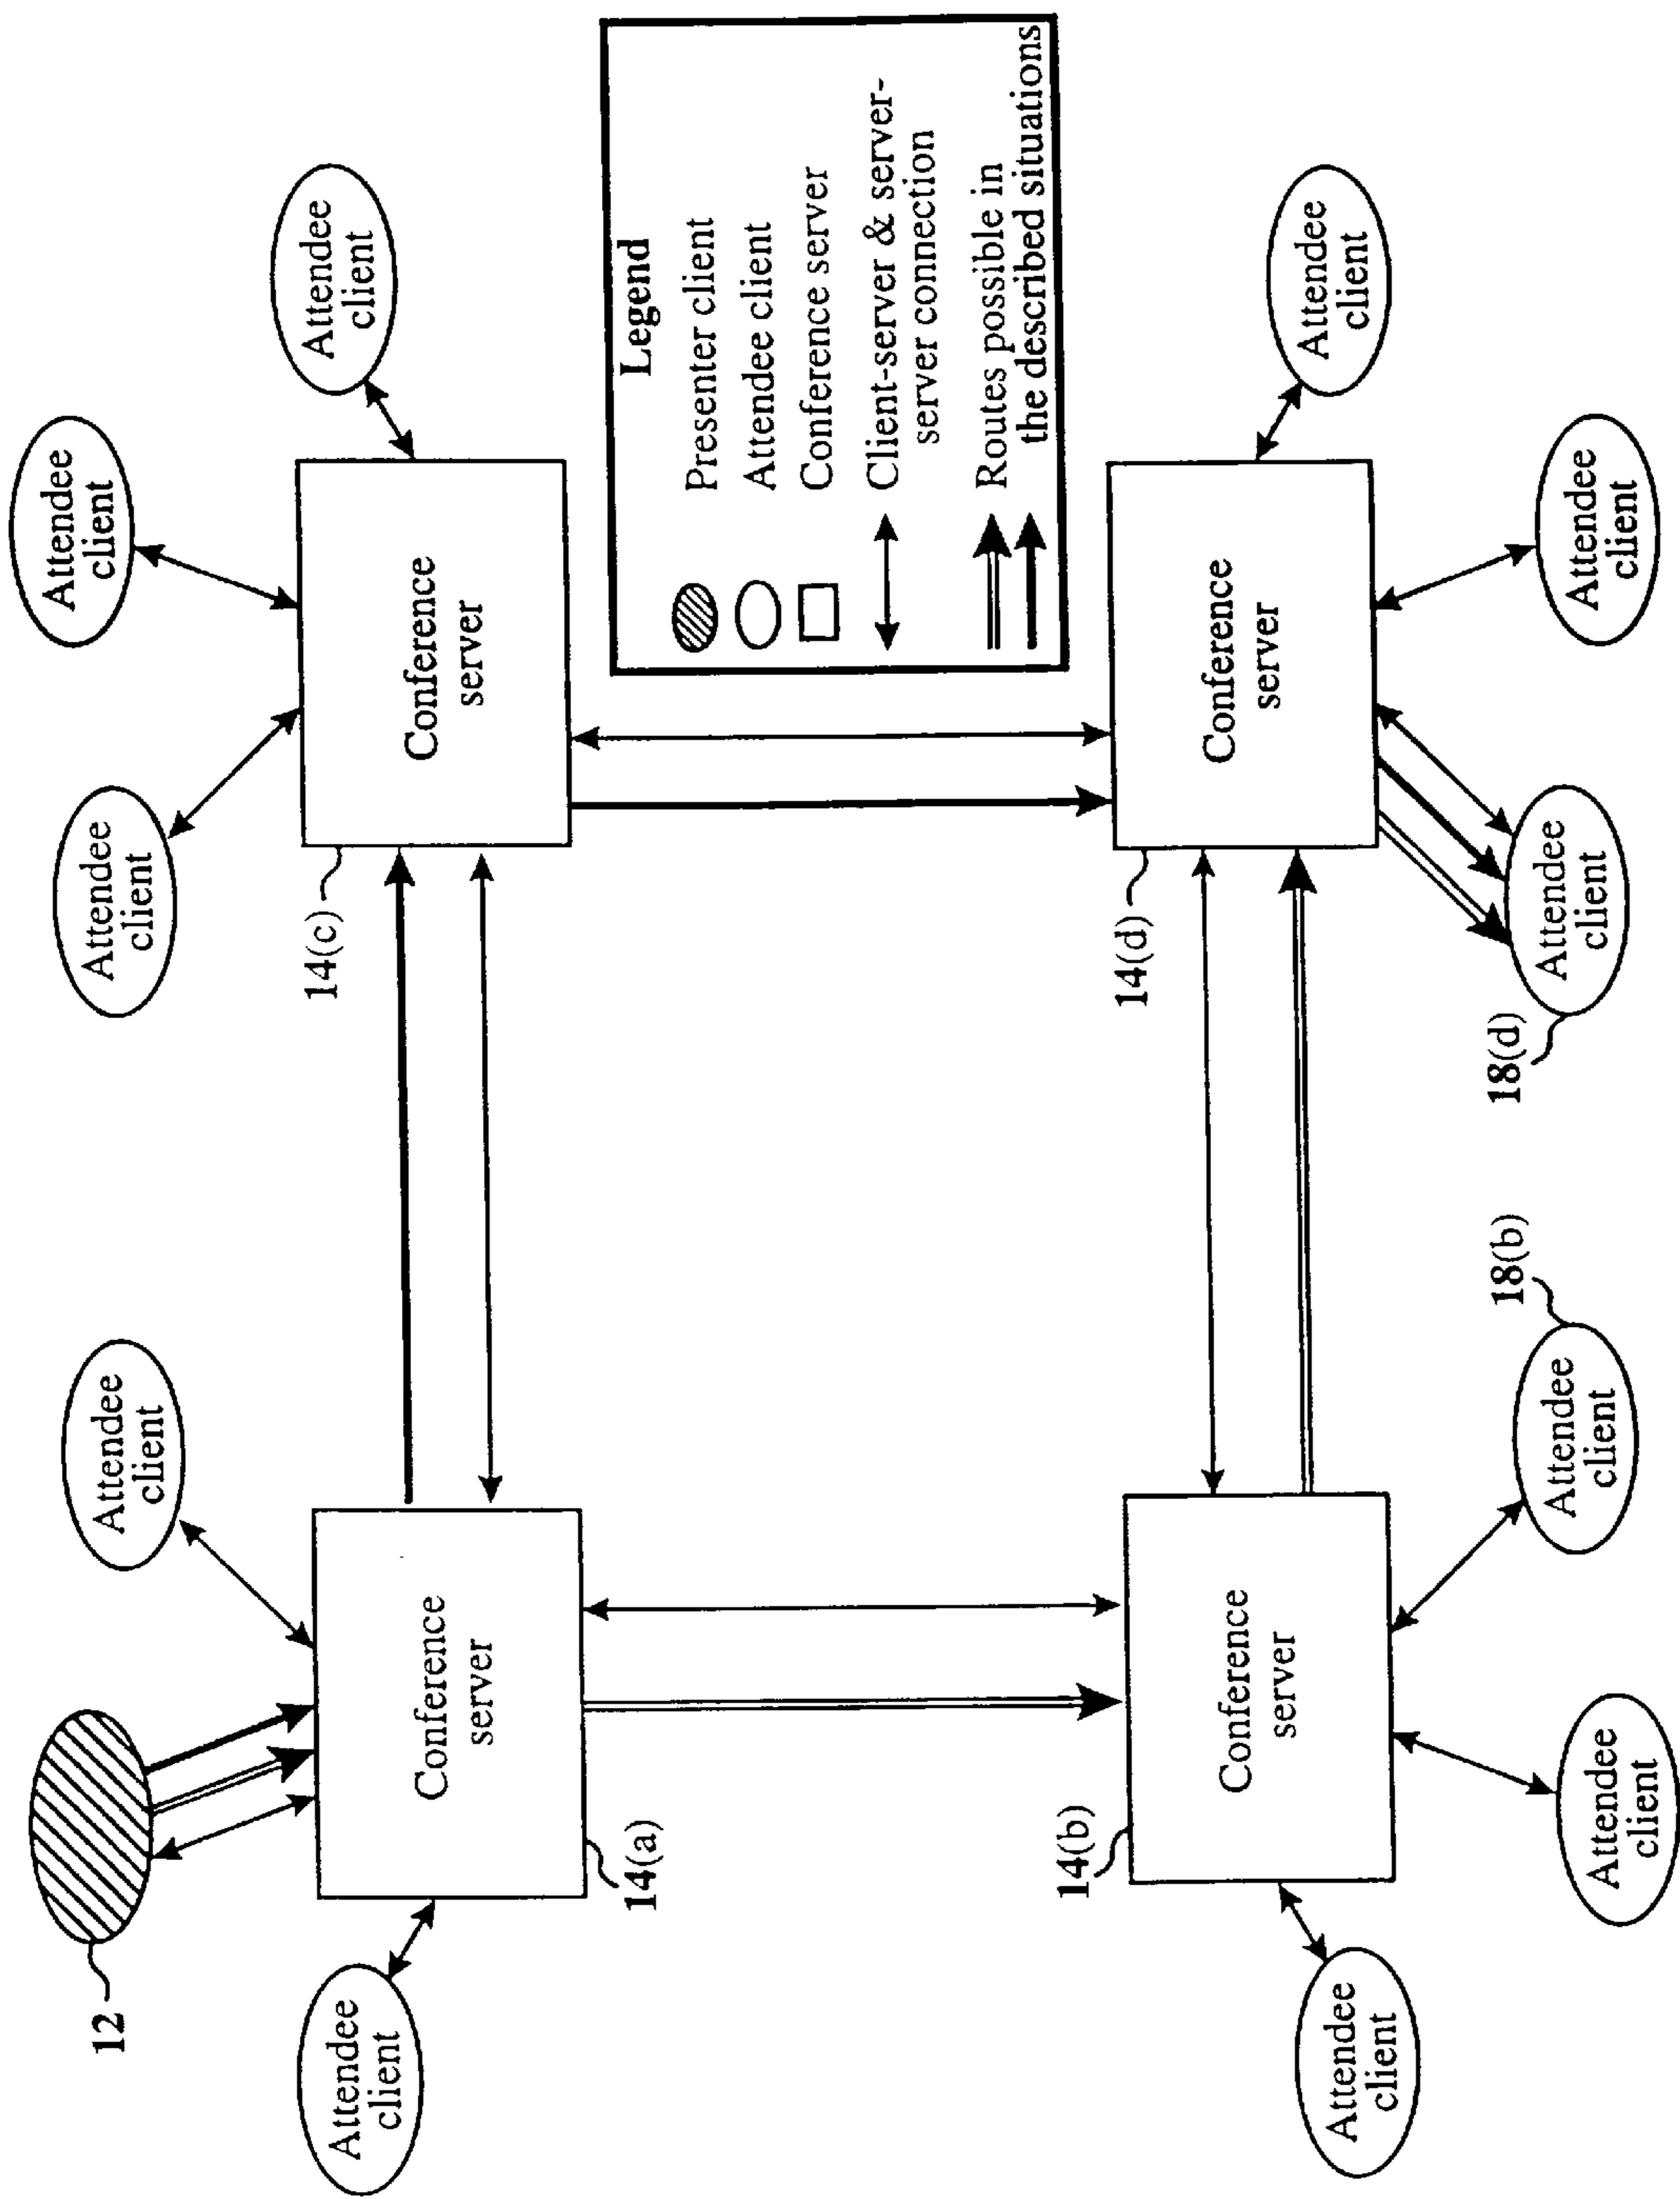 12
Attendee
client
Attendee
client
Attendee
client
Attendee
client
Attendee
client
14(c)
Conference
server
Conference
server
14(a)
Legend
Presenter client
Attendee client
Conference server
Client-server & server-
server connection
Routes possible in
the described situations
14(b)
14(d)
Conference
server
Conference
server
Attendee
client
Attendee
client
18(b)
18(d)
Attendee
client
Attendee
client
Attendee
client
Attendee
client